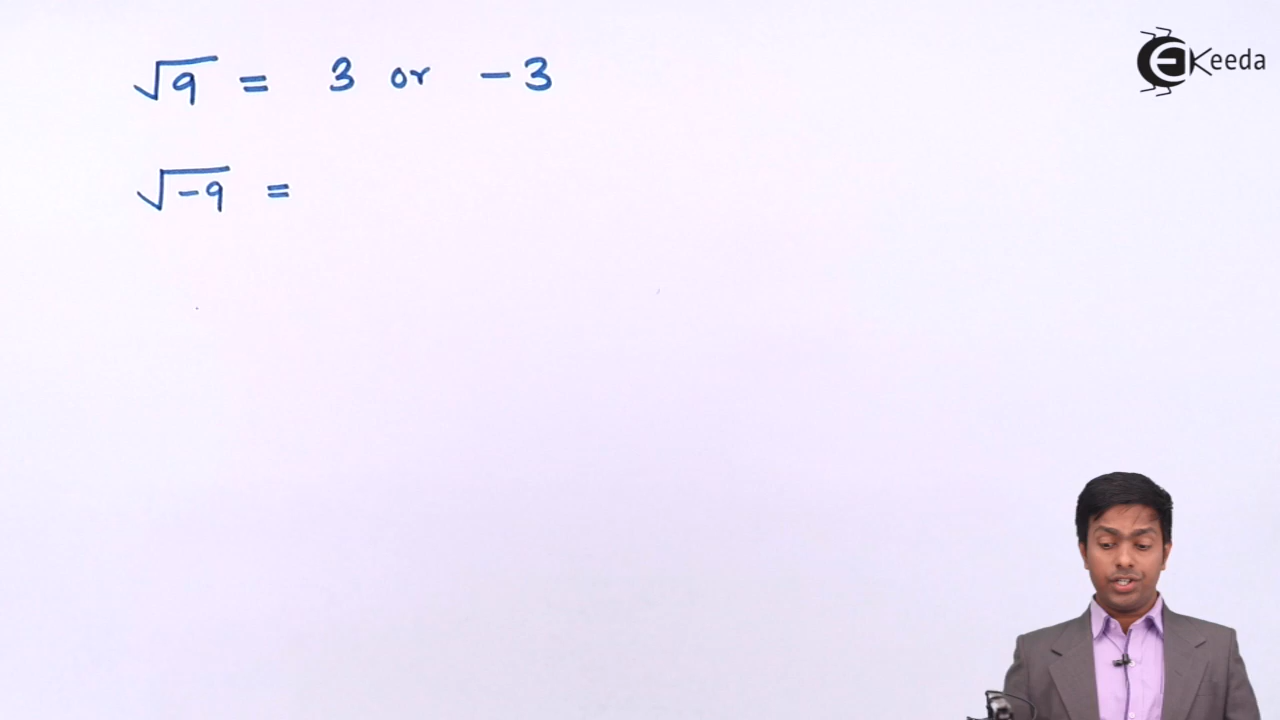 √9 = 3 or -3
√-9 =
EKeeda